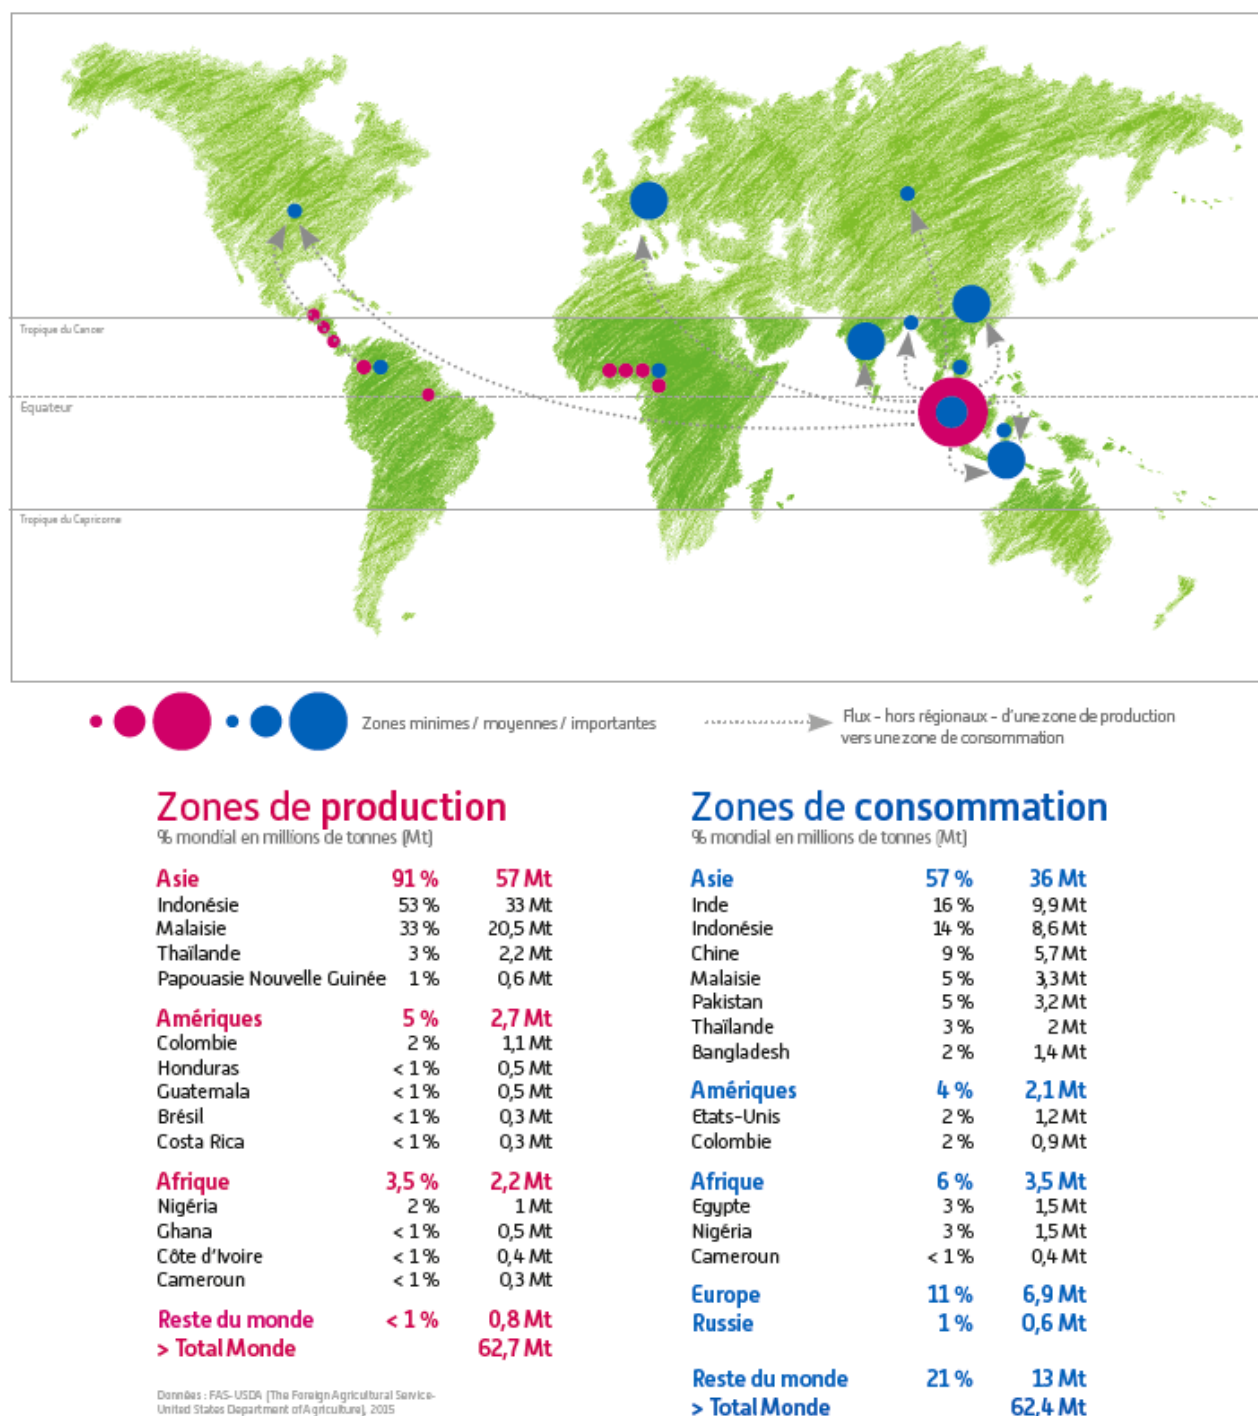 Tropique du Cancer
Equateur
Tropique du Capricorne
Zones minimes / moyennes / importantes
Flux - hors régionaux - d'une zone de production
vers une zone de consommation
Zones de production
% mondial en millions de tonnes (Mt)
Asie 91 % 57 Mt
Indonésie 53 % 33 Mt
Malaisie 33 % 20,5 Mt
Thaïlande 3 % 2,2 Mt
Papouasie Nouvelle Guinée 1 % 0,6 Mt
Amériques 5 % 2,7 Mt
Colombie 2 % 1,1 Mt
Honduras < 1 % 0,5 Mt
Guatemala < 1 % 0,5 Mt
Brésil < 1 % 0,3 Mt
Costa Rica < 1 % 0,3 Mt
Afrique 3,5 % 2,2 Mt
Nigéria 2 % 1 Mt
Ghana < 1 % 0,5 Mt
Côte d'Ivoire < 1 % 0,4 Mt
Cameroun < 1 % 0,3 Mt
Reste du monde < 1 % 0,8 Mt
> Total Monde 62,7 Mt
Données : FAS-USDA (The Foreign Agricultural Service-
United States Department of Agriculture), 2015
Zones de consommation
% mondial en millions de tonnes (Mt)
Asie 57 % 36 Mt
Inde 16 % 9,9 Mt
Indonésie 14 % 8,6 Mt
Chine 9 % 5,7 Mt
Malaisie 5 % 3,3 Mt
Pakistan 5 % 3,2 Mt
Thaïlande 3 % 2 Mt
Bangladesh 2 % 1,4 Mt
Amériques 4 % 2,1 Mt
Etats-Unis 2 % 1,2 Mt
Colombie 2 % 0,9 Mt
Afrique 6 % 3,5 Mt
Egypte 3 % 1,5 Mt
Nigéria 3 % 1,5 Mt
Cameroun < 1 % 0,4 Mt
Europe 11 % 6,9 Mt
Russie 1 % 0,6 Mt
Reste du monde 21 % 13 Mt
> Total Monde 62,4 Mt